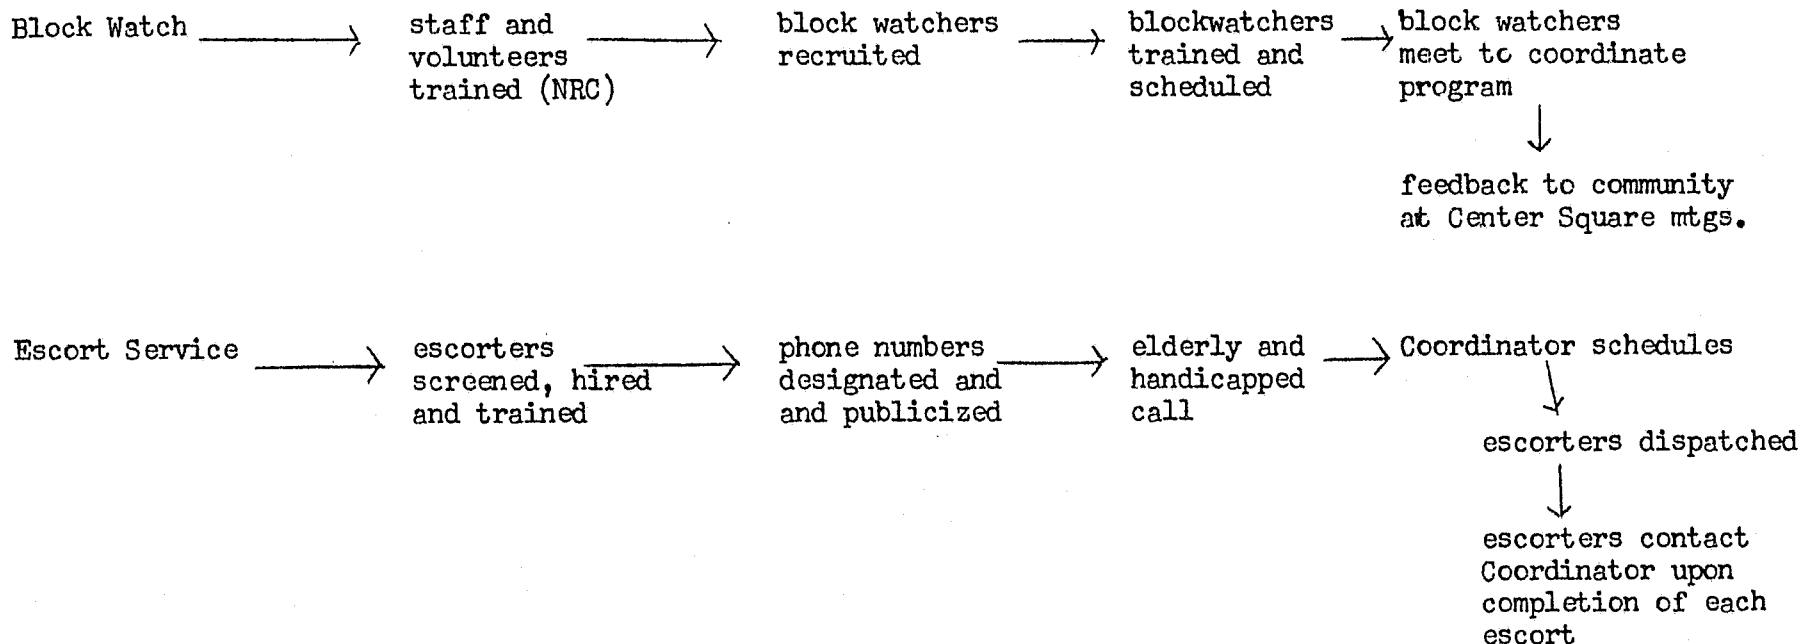 Block Watch
staff and
volunteers
trained (NRC)
block watchers
recruited
blockwatchers
trained and
scheduled
block watchers
meet to coordinate
program
feedback to community
at Center Square mtgs.
Escort Service
escorters
screened, hired
and trained
phone numbers
designated and
and publicized
elderly and
handicapped
call
Coordinator schedules
escorters dispatched
escorters contact
Coordinator upon
completion of each
escort